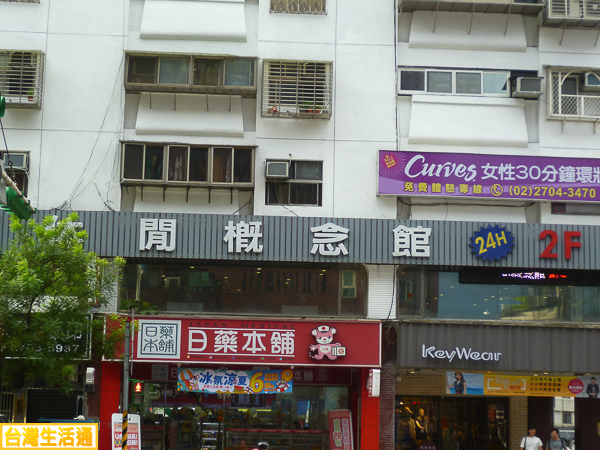 Curves 女性30分鐘環狀
免費體驗專線 (02)2704-3470
閒概念館 24H 2F
日藥本舖
日藥本舖
KeyWear
冰氣涼夏 6
台灣生活通